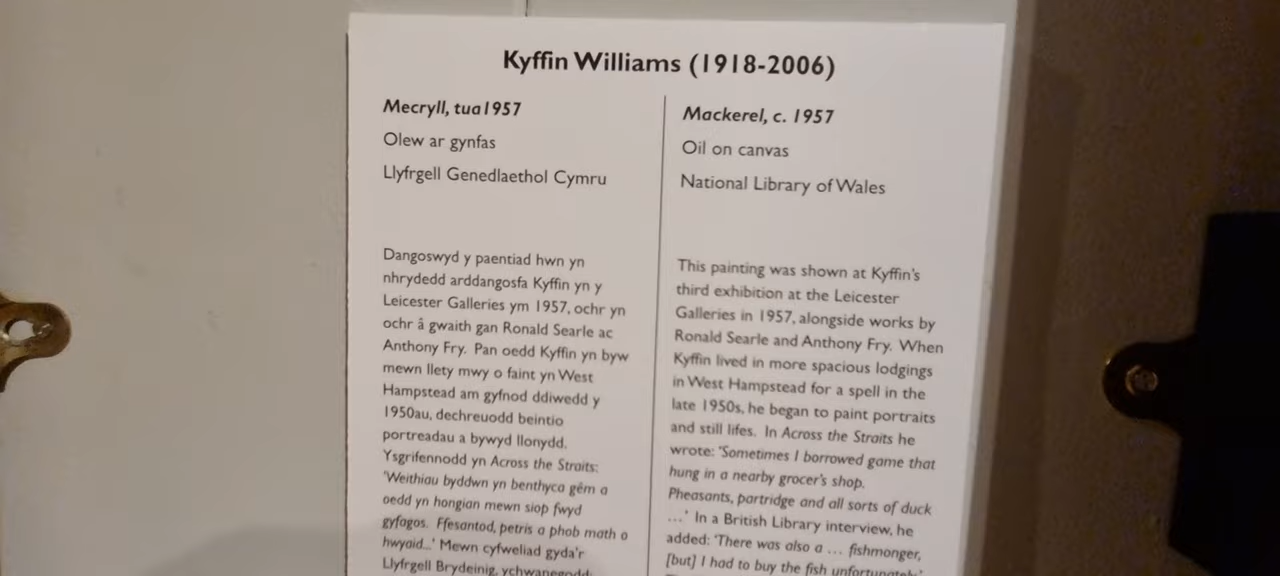 Kyffin Williams (1918-2006)
Mecryll, tua1957
Olew ar gynfas
Llyfrgell Genedlaethol Cymru
Dangoswyd y paentiad hwn yn
nhrydedd arddangosfa Kyffin yn y
Leicester Galleries ym 1957, ochr yn
ochr â gwaith gan Ronald Searle ac
Anthony Fry. Pan oedd Kyffin yn byw
mewn llety mwy o faint yn West
Hampstead am gyfnod ddiwedd y
1950au, dechreuodd beintio
portreadau a bywyd llonydd.
Ysgrifennodd yn Across the Straits:
'Weithiau byddwn yn benthyca gêm a
oedd yn hongian mewn siop fwyd
gyfagos. Ffesantod, petris a phob math o
hwyaid...' Mewn cyfweliad gyda'r
Llyfrgell Brydeinig, ychwanegodd:
Mackerel, c. 1957
Oil on canvas
National Library of Wales
This painting was shown at Kyffin's
third exhibition at the Leicester
Galleries in 1957, alongside works by
Ronald Searle and Anthony Fry. When
Kyffin lived in more spacious lodgings
in West Hampstead for a spell in the
late 1950s, he began to paint portraits
and still lifes. In Across the Straits he
wrote: 'Sometimes I borrowed game that
hung in a nearby grocer's shop.
Pheasants, partridge and all sorts of duck
...' In a British Library interview, he
added: 'There was also a ... fishmonger,
[but] I had to buy the fish unfortunately.'